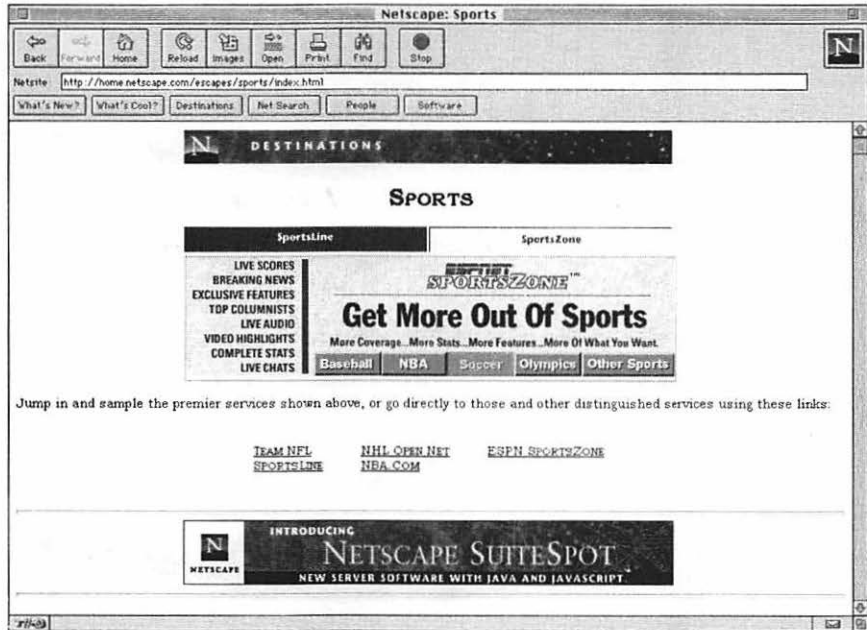 Netscape: Sports
Back Forward Home Reload Images Open Print Find Stop
N
Netsite: http://home.netscape.com/escapes/sports/index.html
What's New? What's Cool? Destinations Net Search People Software
N DESTINATIONS
SPORTS
SportsLine SportsZone
LIVE SCORES
BREAKING NEWS
EXCLUSIVE FEATURES
TOP COLUMNISTS
LIVE AUDIO
VIDEO HIGHLIGHTS
COMPLETE STATS
LIVE CHATS
ESPNET
SPORTSZONE™
Get More Out Of Sports
More Coverage...More Stats...More Features...More Of What You Want.
Baseball NBA Soccer Olympics Other Sports
Jump in and sample the premier services shown above, or go directly to those and other distinguished services using these links:
TEAM NFL NHL OPEN NET ESPN SPORTSZONE
SPORTSLINE NBA.COM
N
NETSCAPE
INTRODUCING
NETSCAPE SUITESPOT
NEW SERVER SOFTWARE WITH JAVA AND JAVASCRIPT